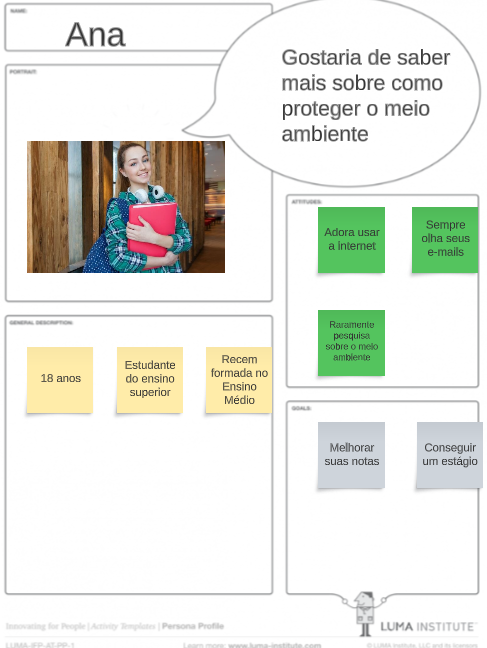 NAME:
Ana
Gostaria de saber
mais sobre como
proteger o meio
ambiente
PORTRAIT:
ATTITUDES:
Adora usar
a internet
Sempre
olha seus
e-mails
Raramente
pesquisa
sobre o meio
ambiente
GENERAL DESCRIPTION:
18 anos
Estudante
do ensino
superior
Recem
formada no
Ensino
Médio
GOALS:
Melhorar
suas notas
Conseguir
um estágio
Innovating for People | Activity Templates | Persona Profile
LUMA INSTITUTE
LUMA-IFP-AT-PP-1
Learn more: www.luma-institute.com
© LUMA Institute, LLC and its licensors